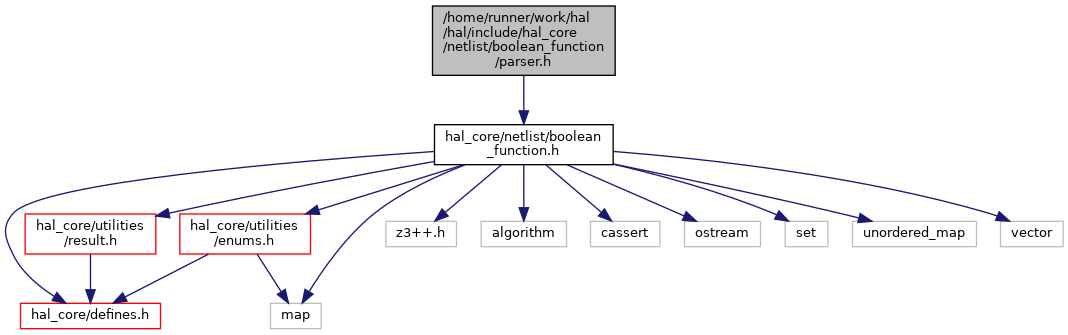 /home/runner/work/hal
/hal/include/hal_core
/netlist/boolean_function
/parser.h
hal_core/netlist/boolean
_function.h
hal_core/utilities
/result.h
hal_core/utilities
/enums.h
z3++.h
algorithm
cassert
ostream
set
unordered_map
vector
hal_core/defines.h
map